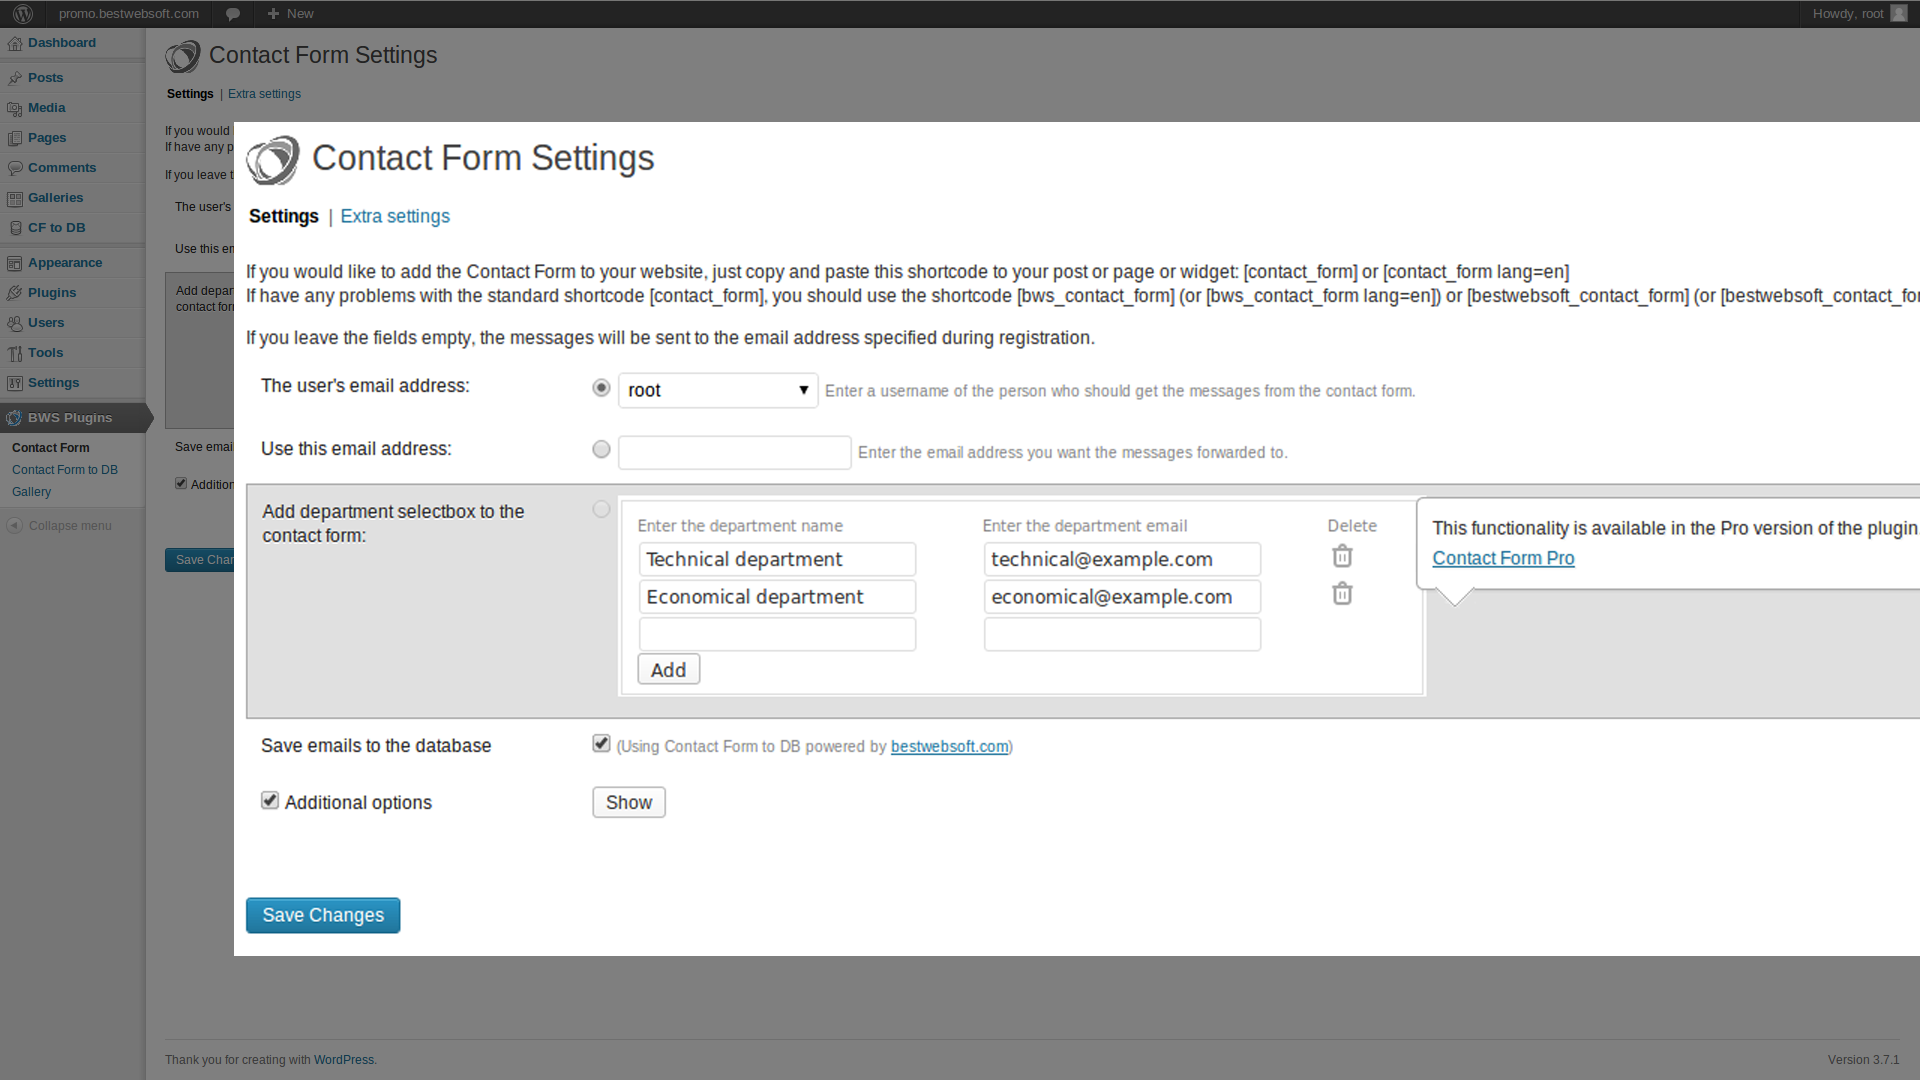 promo.bestwebsoft.com
New
Howdy, root
Dashboard
Posts
Media
Pages
Comments
Galleries
CF to DB
Appearance
Plugins
Users
Tools
Settings
BWS Plugins
Contact Form
Contact Form to DB
Gallery
Collapse menu
Contact Form Settings
Settings | Extra settings
If you would
If have any p
If you leave t
The user's
Use this em
Add depar
contact for
Save email
Addition
Save Char
Contact Form Settings
Settings | Extra settings
If you would like to add the Contact Form to your website, just copy and paste this shortcode to your post or page or widget: [contact_form] or [contact_form lang=en]
If have any problems with the standard shortcode [contact_form], you should use the shortcode [bws_contact_form] (or [bws_contact_form lang=en]) or [bestwebsoft_contact_form] (or [bestwebsoft_contact_for
If you leave the fields empty, the messages will be sent to the email address specified during registration.
The user's email address: root Enter a username of the person who should get the messages from the contact form.
Use this email address: Enter the email address you want the messages forwarded to.
Add department selectbox to the
contact form:
Enter the department name Enter the department email Delete
Technical department technical@example.com
Economical department economical@example.com
Add
This functionality is available in the Pro version of the plugin.
Contact Form Pro
Save emails to the database (Using Contact Form to DB powered by bestwebsoft.com)
Additional options Show
Save Changes
Thank you for creating with WordPress.
Version 3.7.1